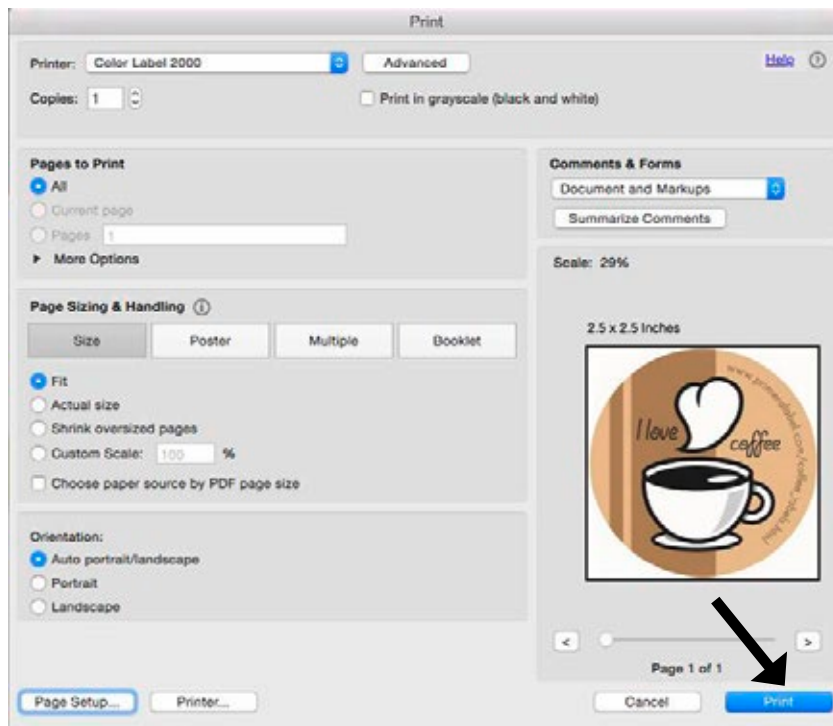 Print
Printer: Color Label 2000 Advanced Help ?
Copies: 1 Print in grayscale (black and white)
Pages to Print
All
Current page
Pages 1
More Options
Comments & Forms
Document and Markups
Summarize Comments
Scale: 29%
Page Sizing & Handling i
Size Poster Multiple Booklet
Fit
Actual size
Shrink oversized pages
Custom Scale: 100 %
Choose paper source by PDF page size
Orientation:
Auto portrait/landscape
Portrait
Landscape
2.5 x 2.5 Inches
I love coffee
< >
Page 1 of 1
Page Setup... Printer... Cancel Print